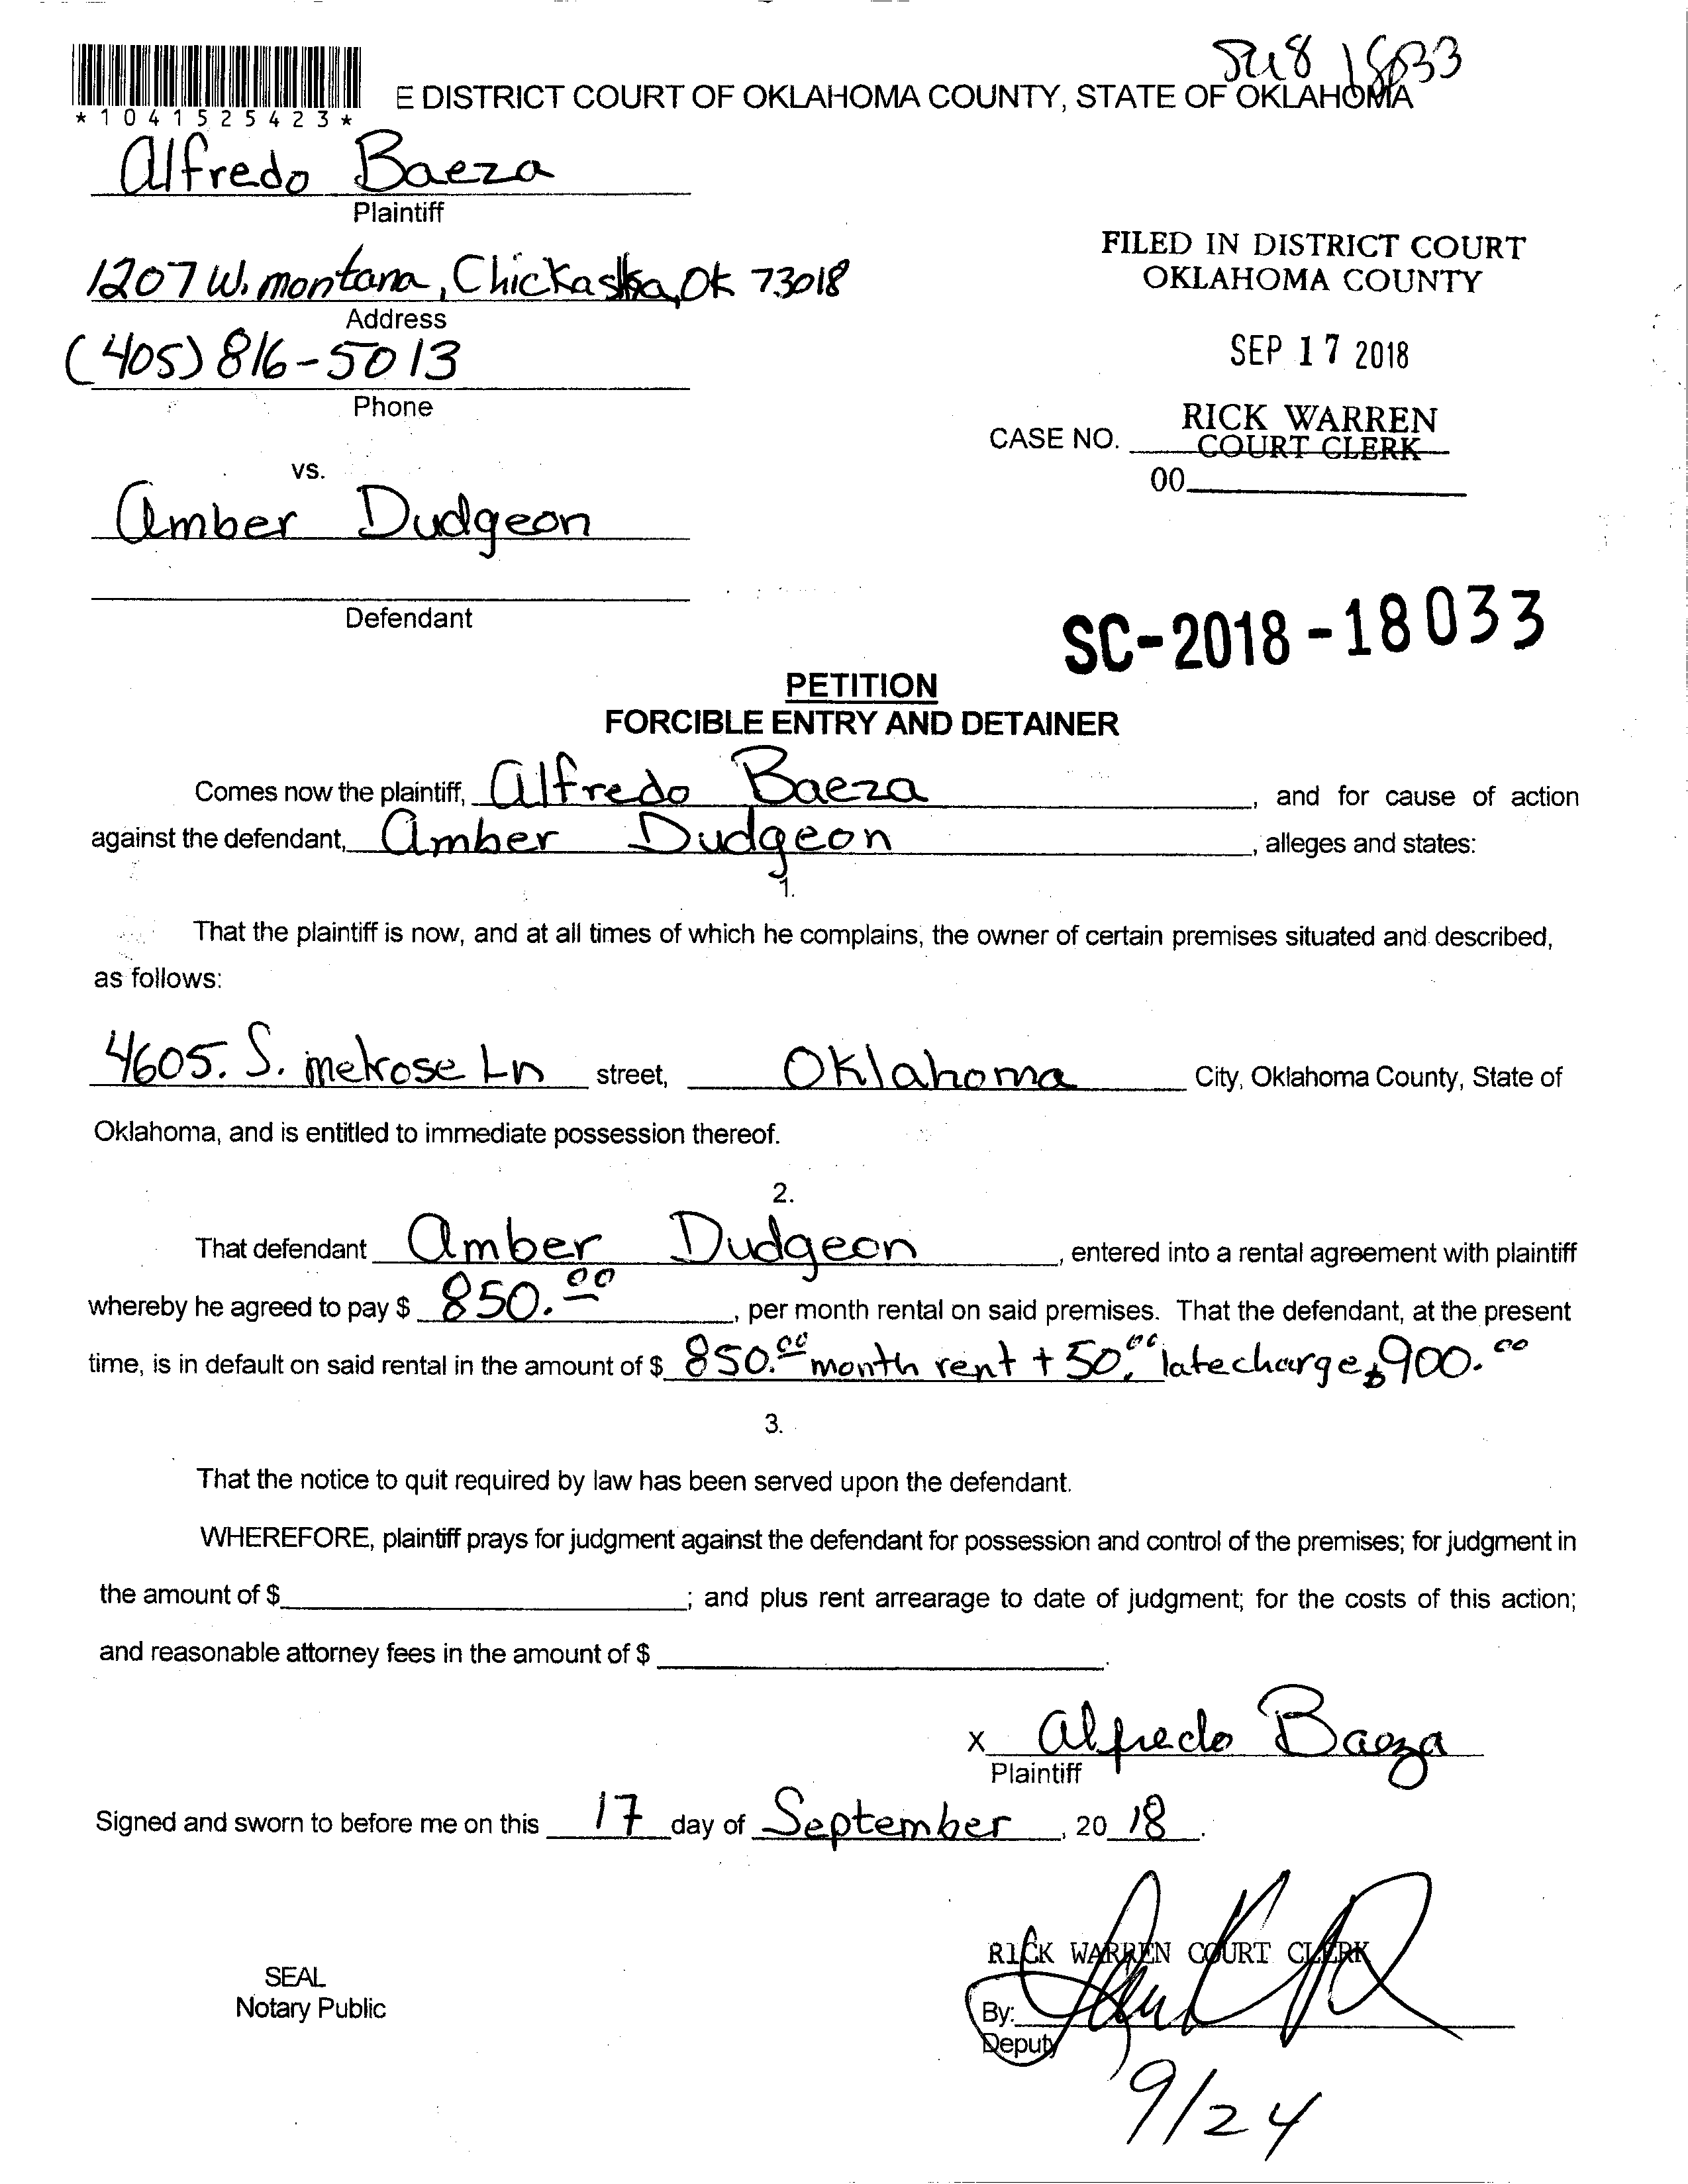 18033
E DISTRICT COURT OF OKLAHOMA COUNTY, STATE OF OKLAHOMA
*1041525423*
Alfredo Baeza
Plaintiff
1207 W. montana, Chickasha, OK 73018
Address
(405) 816-5013
Phone
FILED IN DISTRICT COURT
OKLAHOMA COUNTY
SEP 17 2018
RICK WARREN
CASE NO. COURT CLERK
00
vs.
Amber Dudgeon
Defendant
SC-2018-18033
PETITION
FORCIBLE ENTRY AND DETAINER
Comes now the plaintiff, Alfredo Baeza, and for cause of action
against the defendant, Amber Dudgeon, alleges and states:
1.
That the plaintiff is now, and at all times of which he complains, the owner of certain premises situated and described,
as follows:
4605. S. melrose Ln street, Oklahoma City, Oklahoma County, State of
Oklahoma, and is entitled to immediate possession thereof.
2.
That defendant Amber Dudgeon, entered into a rental agreement with plaintiff
whereby he agreed to pay $ 850.00, per month rental on said premises. That the defendant, at the present
time, is in default on said rental in the amount of $ 850.00 month rent + 50.00 late charge $900.00
3.
That the notice to quit required by law has been served upon the defendant.
WHEREFORE, plaintiff prays for judgment against the defendant for possession and control of the premises; for judgment in
the amount of $ ; and plus rent arrearage to date of judgment; for the costs of this action;
and reasonable attorney fees in the amount of $ .
X Alfredo Baeza
Plaintiff
Signed and sworn to before me on this 17 day of September, 20 18.
RICK WARREN COURT CLERK
SEAL
Notary Public
By:
Deputy
9/24